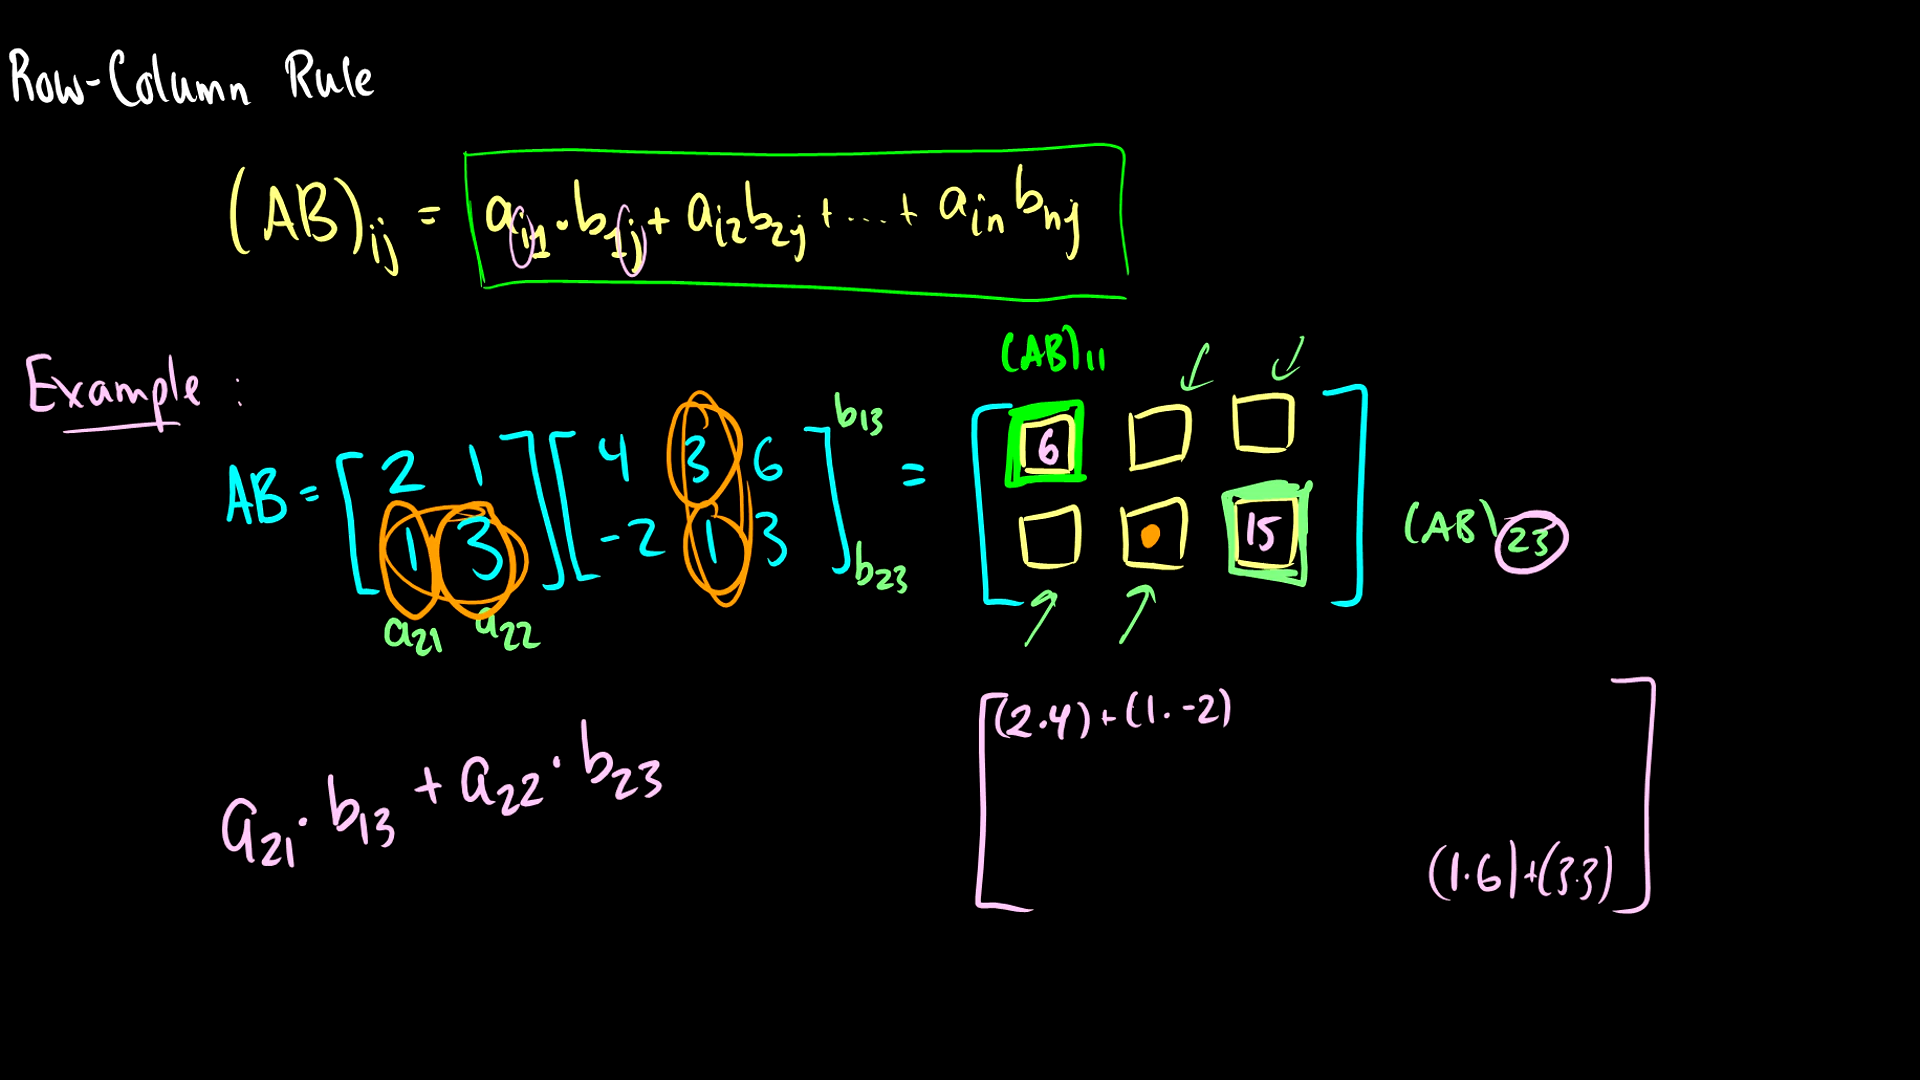 Row-Column Rule
(AB)ij = ai1·b1j + ai2b2j + ... + ain bnj
Example :
(AB)11
AB = [2 1] [4 3 6] b13 = [6 □ □]
[1 3] [-2 1 3] b23 [□ □ 15] (AB)23
a21 a22
[(2·4)+(1·-2)
a21·b13 + a22·b23
(1·6)+(3·3)]